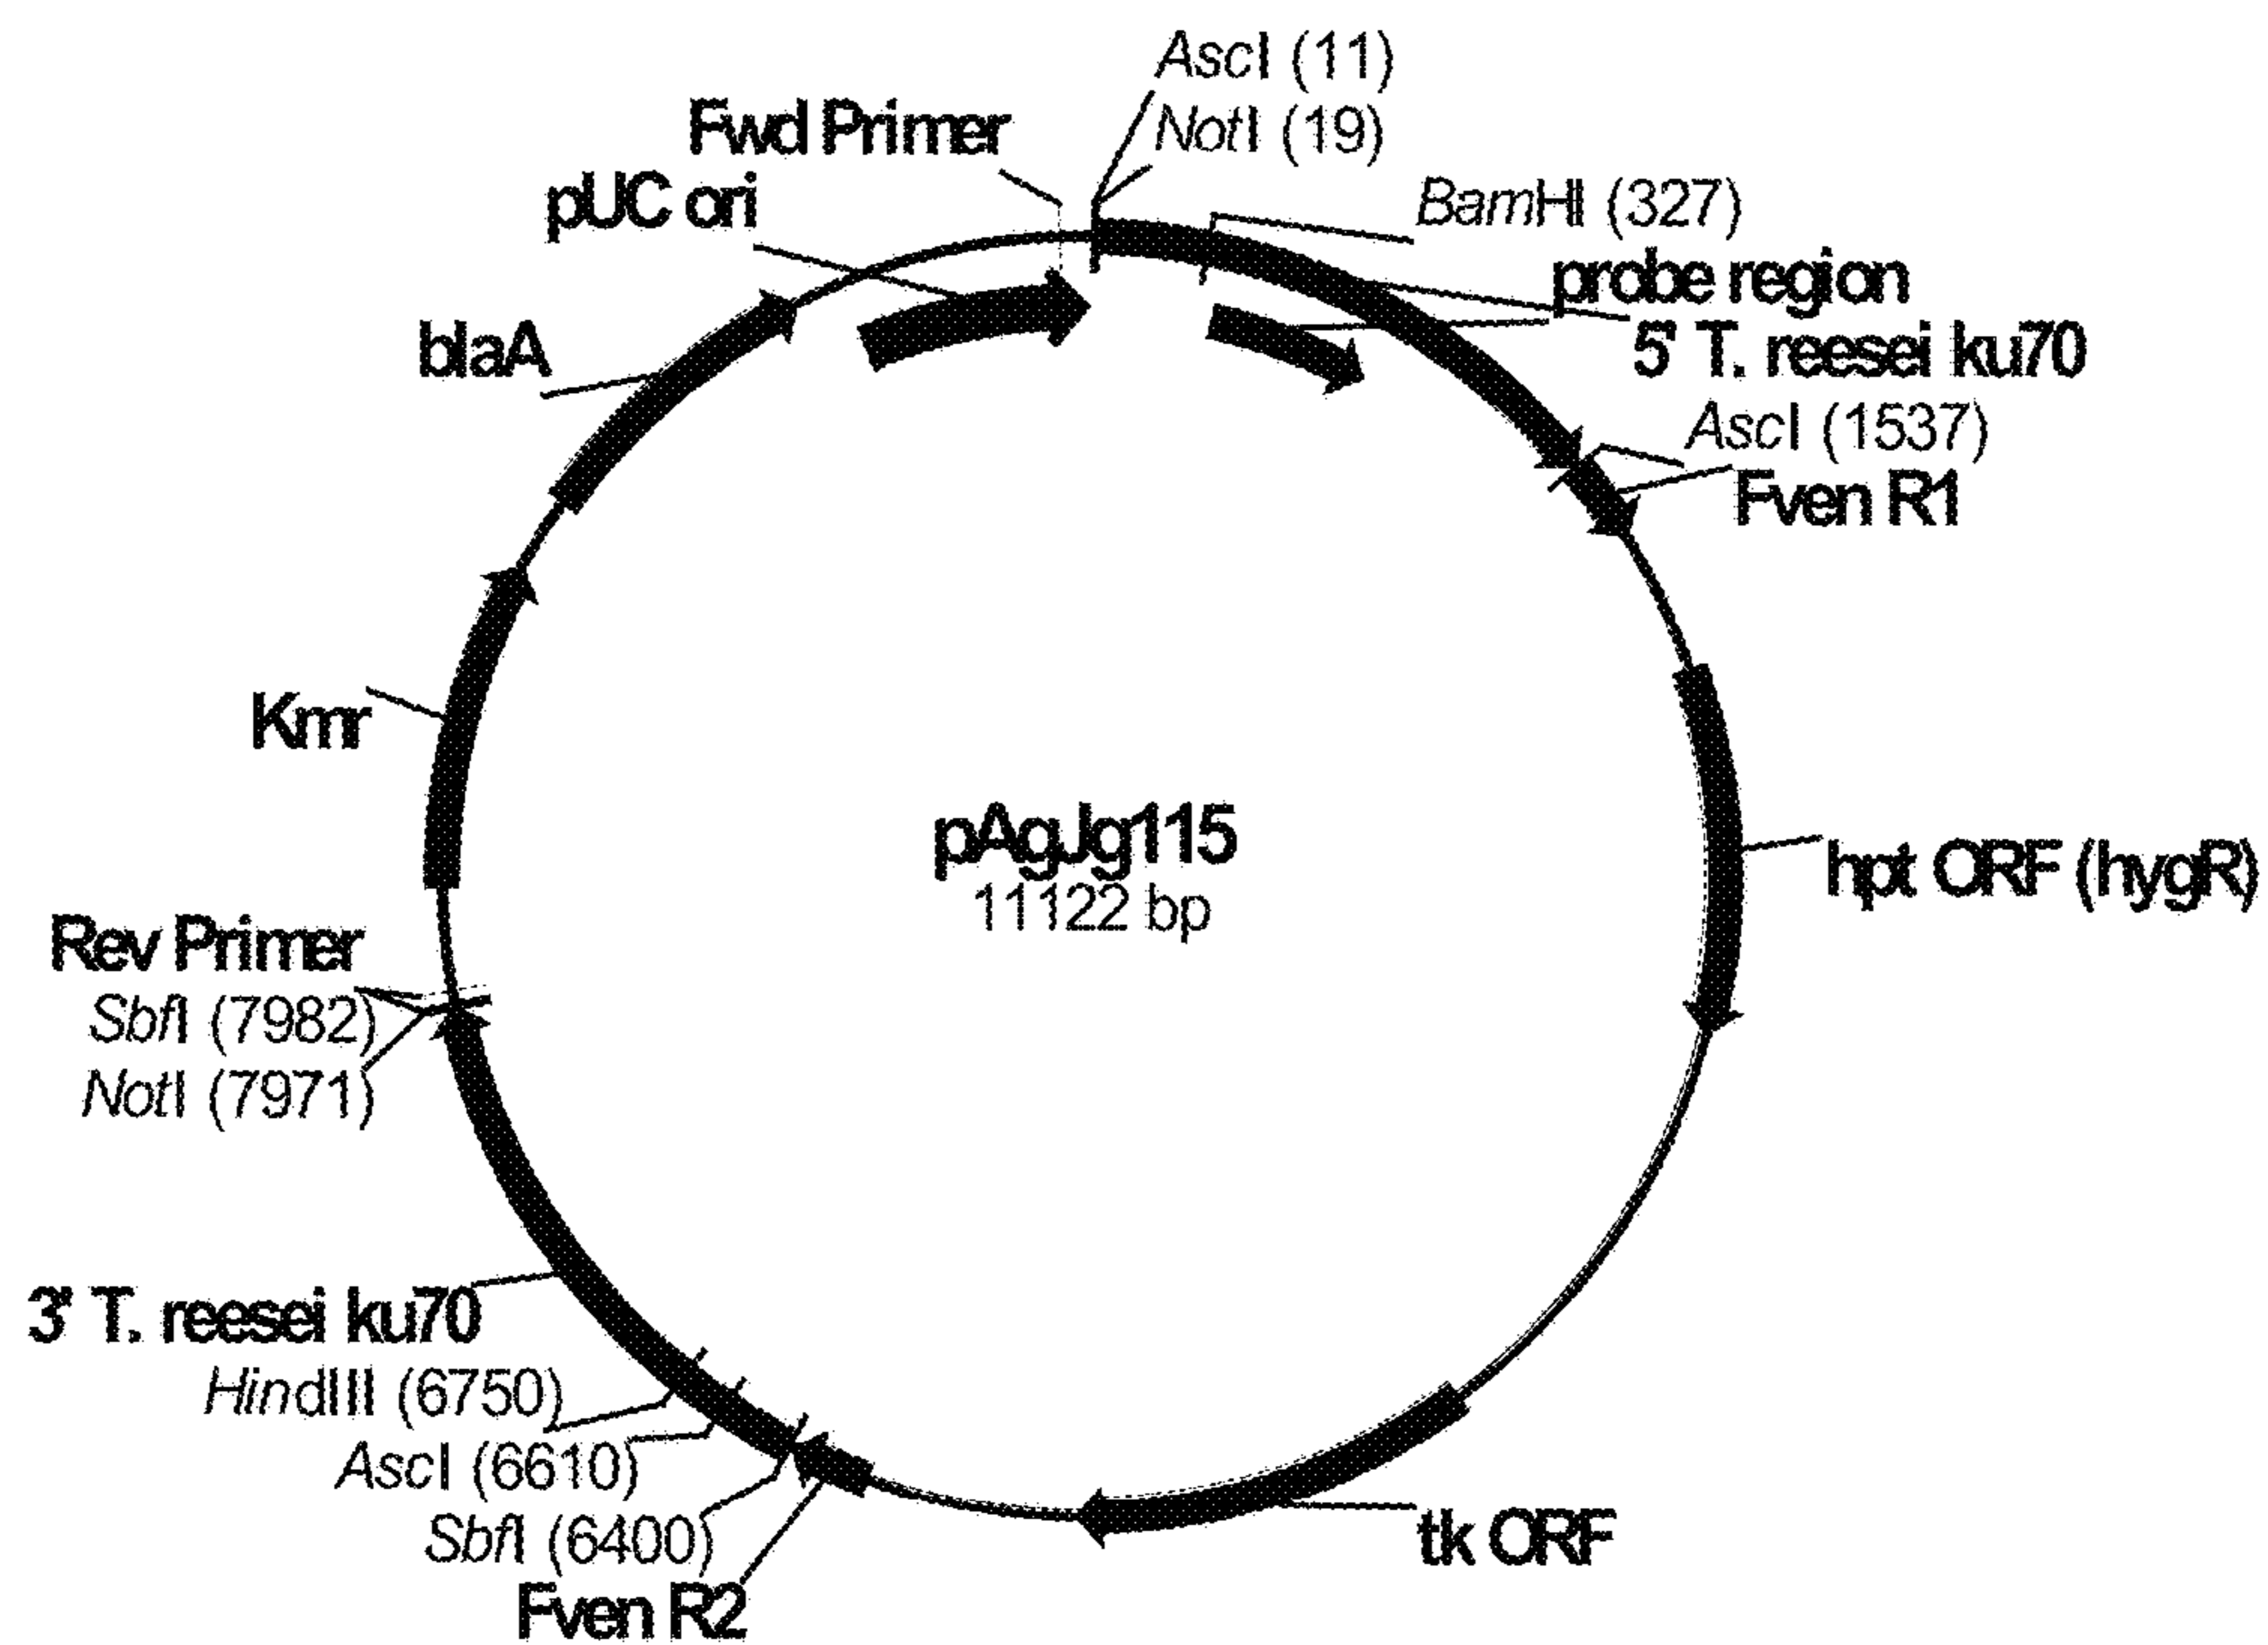 AscI (11)
Fwd Primer
NotI (19)
pUC ori
BamHI (327)
probe region
blaA
5' T. reesei ku70
AscI (1537)
Fven R1
Kmr
pAgJg115
11122 bp
hpt ORF (hygR)
Rev Primer
SbfI (7982)
NotI (7971)
3' T. reesei ku70
HindIII (6750)
AscI (6610)
SbfI (6400)
tk ORF
Fven R2